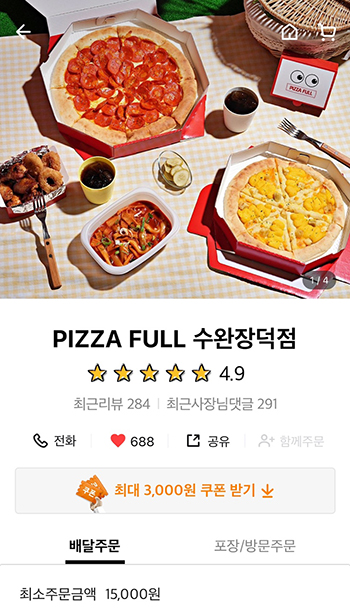 PIZZA FULL
1 / 4
PIZZA FULL 수완장덕점
4.9
최근리뷰 284 | 최근사장님댓글 291
전화 688 공유 함께주문
쿠폰 최대 3,000원 쿠폰 받기
배달주문 포장/방문주문
최소주문금액 15,000원